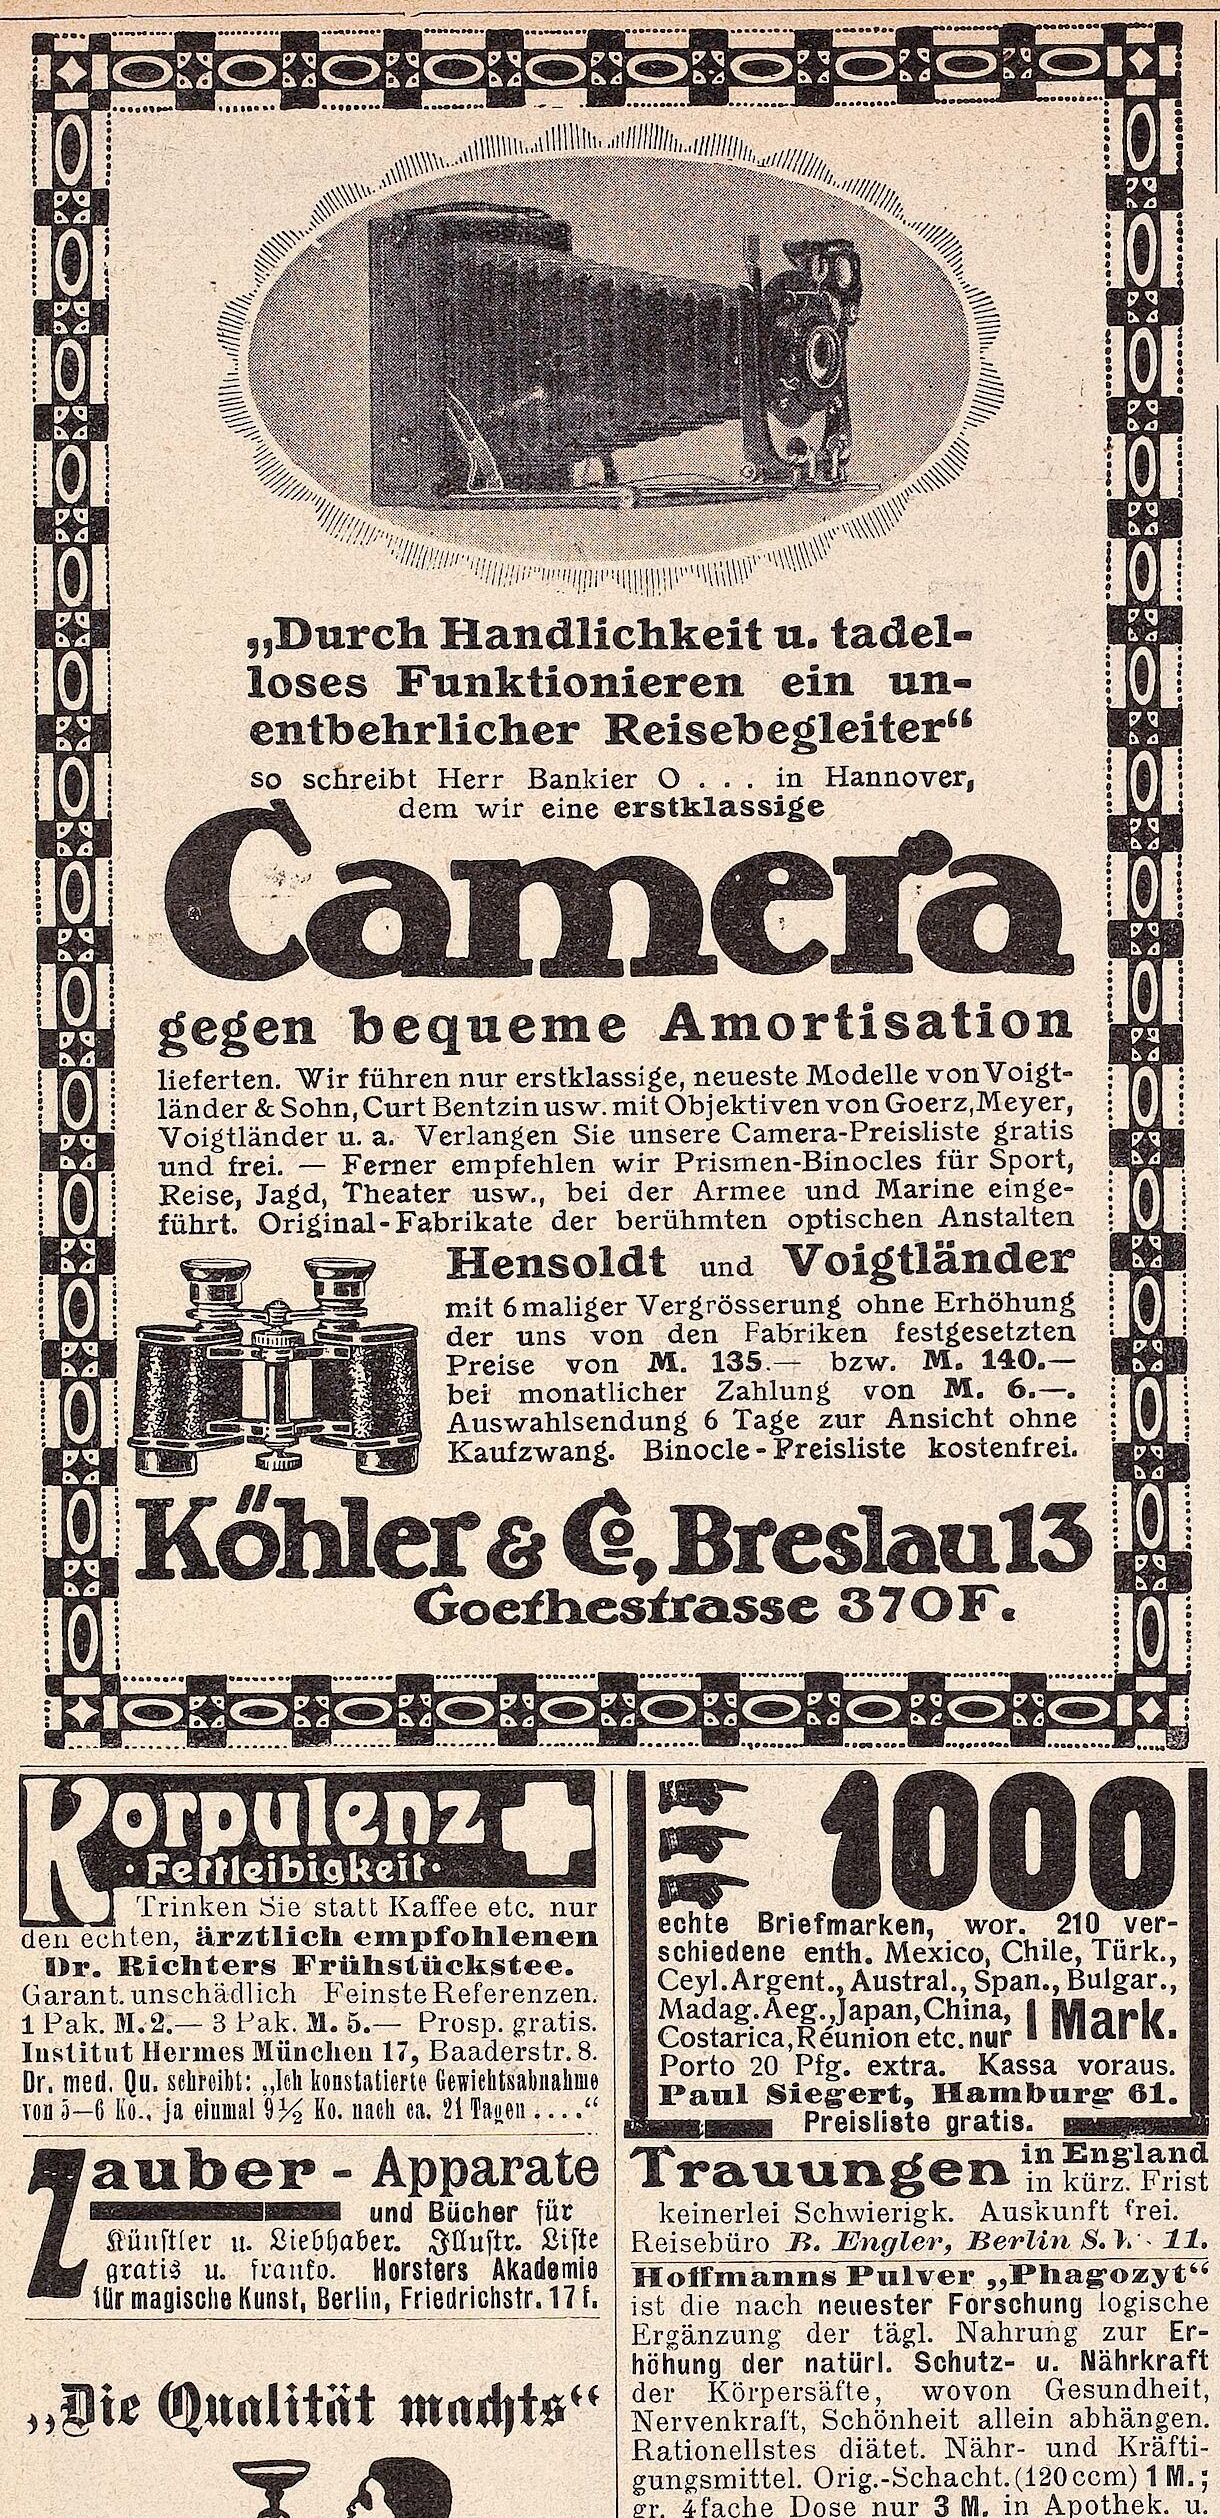 „Durch Handlichkeit u. tadel-
loses Funktionieren ein un-
entbehrlicher Reisebegleiter“
so schreibt Herr Bankier O . . . in Hannover,
dem wir eine erstklassige
Camera
gegen bequeme Amortisation
lieferten. Wir führen nur erstklassige, neueste Modelle von Voigt-
länder & Sohn, Curt Bentzin usw. mit Objektiven von Goerz, Meyer,
Voigtländer u. a. Verlangen Sie unsere Camera-Preisliste gratis
und frei. — Ferner empfehlen wir Prismen-Binocles für Sport,
Reise, Jagd, Theater usw., bei der Armee und Marine einge-
führt. Original-Fabrikate der berühmten optischen Anstalten
Hensoldt und Voigtländer
mit 6maliger Vergrösserung ohne Erhöhung
der uns von den Fabriken festgesetzten
Preise von M. 135.— bzw. M. 140.—
bei monatlicher Zahlung von M. 6.—.
Auswahlsendung 6 Tage zur Ansicht ohne
Kaufzwang. Binocle-Preisliste kostenfrei.
Köhler & Co, Breslau 13
Goethestrasse 370F.
Korpulenz
· Fettleibigkeit ·
Trinken Sie statt Kaffee etc. nur
den echten, ärztlich empfohlenen
Dr. Richters Frühstückstee.
Garant. unschädlich Feinste Referenzen.
1 Pak. M. 2.— 3 Pak. M. 5.— Prosp. gratis.
Institut Hermes München 17, Baaderstr. 8.
Dr. med. Qu. schreibt: „Ich konstatierte Gewichtsabnahme
von 5—6 Ko., ja einmal 9½ Ko. nach ca. 21 Tagen . . . .“
Zauber-Apparate
und Bücher für
Künstler u. Liebhaber. Illustr. Liste
gratis u. franko. Horsters Akademie
für magische Kunst, Berlin, Friedrichstr. 17 f.
„Die Qualität machts“
1000
echte Briefmarken, wor. 210 ver-
schiedene enth. Mexico, Chile, Türk.,
Ceyl. Argent., Austral., Span., Bulgar.,
Madag. Aeg., Japan, China,
Costarica, Réunion etc. nur 1 Mark.
Porto 20 Pfg. extra. Kassa voraus.
Paul Siegert, Hamburg 61.
Preisliste gratis.
Trauungen in England
in kürz. Frist
keinerlei Schwierigk. Auskunft frei.
Reisebüro B. Engler, Berlin S. 11.
Hoffmanns Pulver „Phagozyt“
ist die nach neuester Forschung logische
Ergänzung der tägl. Nahrung zur Er-
höhung der natürl. Schutz- u. Nährkraft
der Körpersäfte, wovon Gesundheit,
Nervenkraft, Schönheit allein abhängen.
Rationellstes diätet. Nähr- und Kräfti-
gungsmittel. Orig.-Schacht. (120 ccm) 1 M.;
gr. 4fache Dose nur 3 M. in Apothek. u.